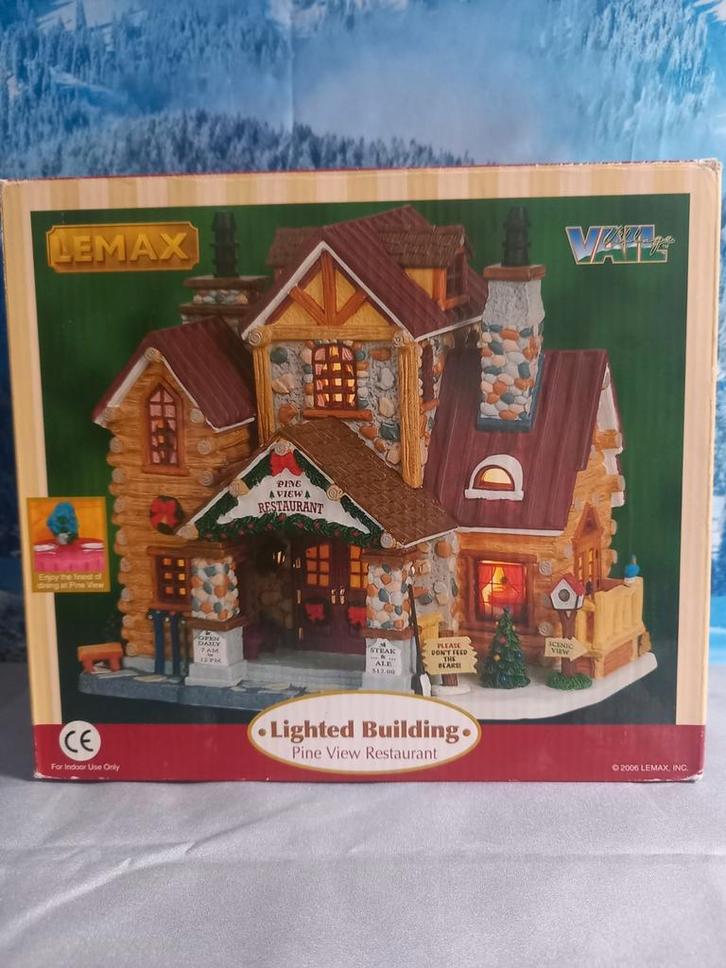 LEMAX
VAIL Village
PINE
VIEW
RESTAURANT
Enjoy the finest of
dining at Pine View
OPEN
DAILY
7 AM
TO
12 PM
STEAK
&
ALE
$12.00
PLEASE
DON'T FEED
THE
BEARS!
SCENIC
VIEW
CE
For Indoor Use Only
• Lighted Building •
Pine View Restaurant
© 2006 LEMAX, INC.